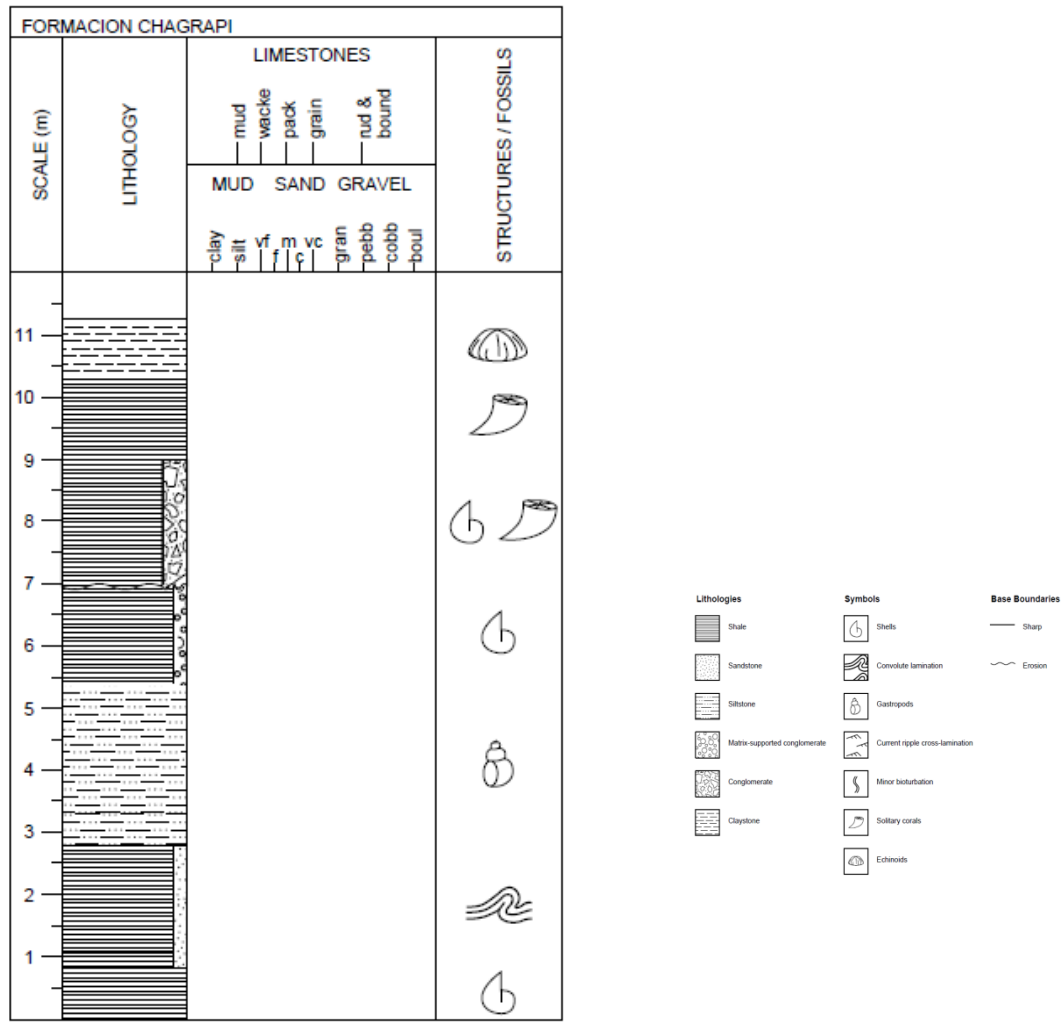 FORMACION CHAGRAPI
SCALE (m)
LITHOLOGY
LIMESTONES
mud
wacke
pack
grain
rud &
bound
MUD SAND GRAVEL
clay
silt
vf
f
m
c
vc
gran
pebb
cobb
boul
STRUCTURES / FOSSILS
11
10
9
8
7
6
5
4
3
2
1
Lithologies
Shale
Sandstone
Siltstone
Matrix-supported conglomerate
Conglomerate
Claystone
Symbols
Shells
Convolute lamination
Gastropods
Current ripple cross-lamination
Minor bioturbation
Solitary corals
Echinoids
Base Boundaries
Sharp
Erosion